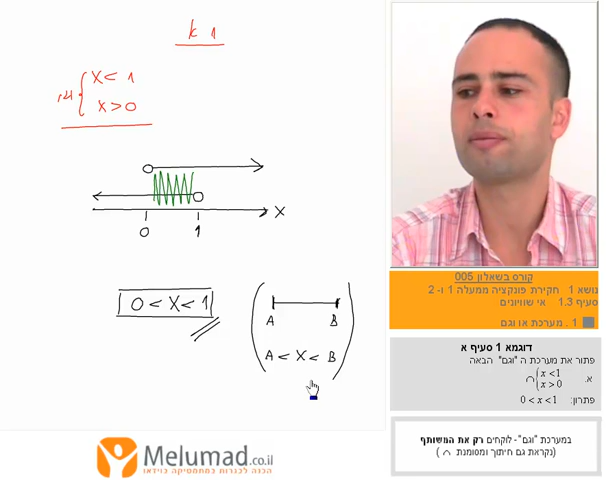 1 א
וגם { X < 1
X > 0
0 1 X
0 < X < 1
A B
A < X < B
קורס בשאלון 005
נושא 1 חקירת פונקציה ממעלה 1 ו- 2
סעיף 1.3 אי שוויונים
1 . מערכת או וגם
דוגמא 1 סעיף א
פתור את מערכת ה "וגם" הבאה
א. ∩ { x < 1
x > 0
פתרון: 0 < x < 1
במערכת "וגם"- לוקחים רק את המשותף
(נקראת גם חיתוך ומסומנת ∩ )
Melumad.co.il
הכנה לבגרות במתמטיקה בוידאו